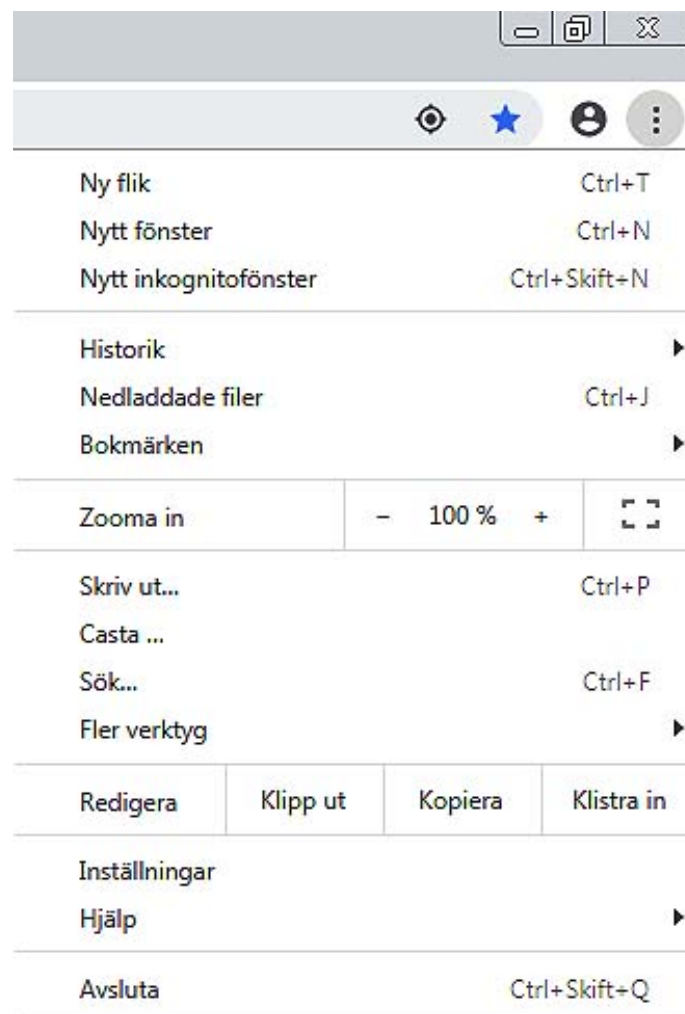 Ny flik Ctrl+T
Nytt fönster Ctrl+N
Nytt inkognitofönster Ctrl+Skift+N
Historik
Nedladdade filer Ctrl+J
Bokmärken
Zooma in – 100 % +
Skriv ut... Ctrl+P
Casta ...
Sök... Ctrl+F
Fler verktyg
Redigera Klipp ut Kopiera Klistra in
Inställningar
Hjälp
Avsluta Ctrl+Skift+Q